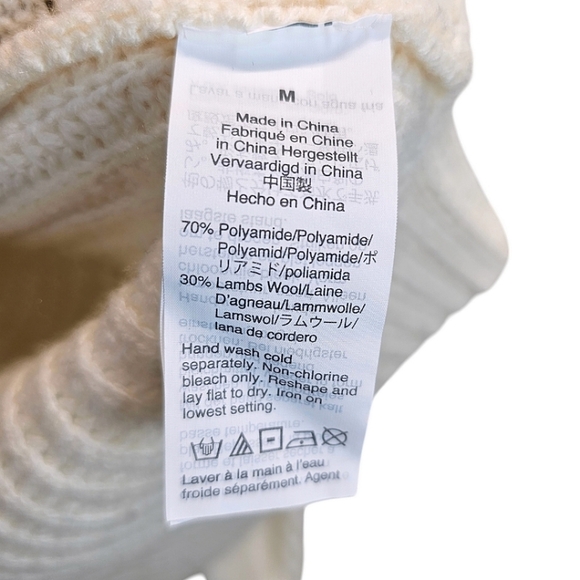 M
Made in China
Fabriqué en Chine
in China Hergestellt
Vervaardigd in China
中国製
Hecho en China
70% Polyamide/Polyamide/
Polyamid/Polyamide/ポ
リアミド/poliamida
30% Lambs Wool/Laine
D'agneau/Lammwolle/
Lamswol/ラムウール/
lana de cordero
Hand wash cold
separately. Non-chlorine
bleach only. Reshape and
lay flat to dry. Iron on
lowest setting.
Laver à la main à l'eau
froide séparément. Agent